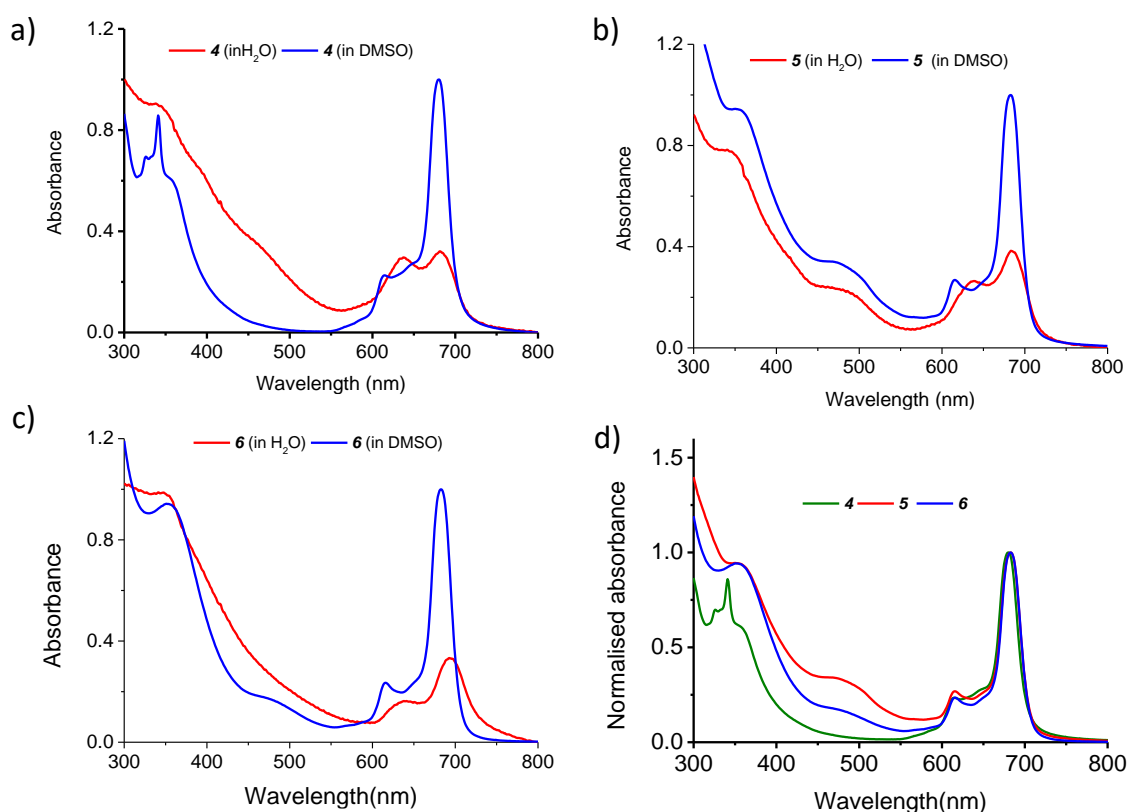 a)
4 (inH₂O) 4 (in DMSO)
1.2
0.8
0.4
0.0
Absorbance
300 400 500 600 700 800
Wavelength (nm)
b)
5 (in H₂O) 5 (in DMSO)
1.2
0.8
0.4
0.0
Absorbance
300 400 500 600 700 800
Wavelength (nm)
c)
6 (in H₂O) 6 (in DMSO)
1.2
0.8
0.4
0.0
Absorbance
300 400 500 600 700 800
Wavelength(nm)
d)
4 5 6
1.5
1.0
0.5
0.0
Normalised absorbance
300 400 500 600 700 800
Wavelength (nm)